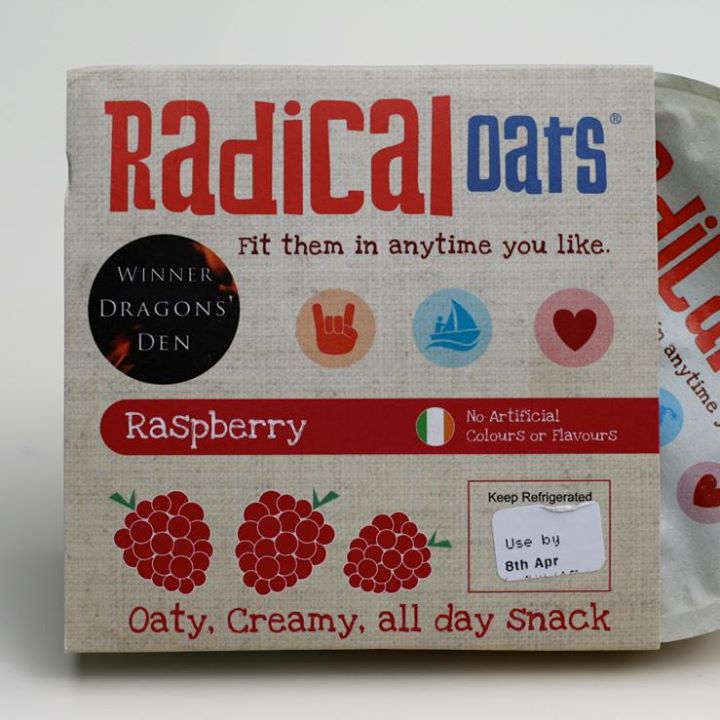 Radical oats®
Fit them in anytime you like.
WINNER
DRAGONS'
DEN
Raspberry
No Artificial
Colours or Flavours
Keep Refrigerated
Use by
8th Apr
Oaty, Creamy, all day snack
anytime